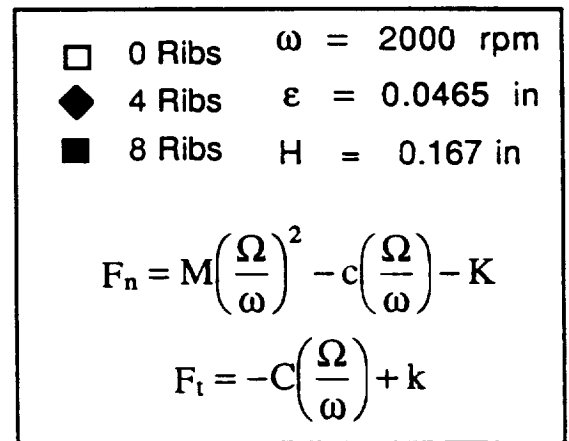 □ 0 Ribs ω = 2000 rpm
◆ 4 Ribs ε = 0.0465 in
■ 8 Ribs H = 0.167 in
Fₙ = M(Ω/ω)² − c(Ω/ω) − K
Fₜ = −C(Ω/ω) + k